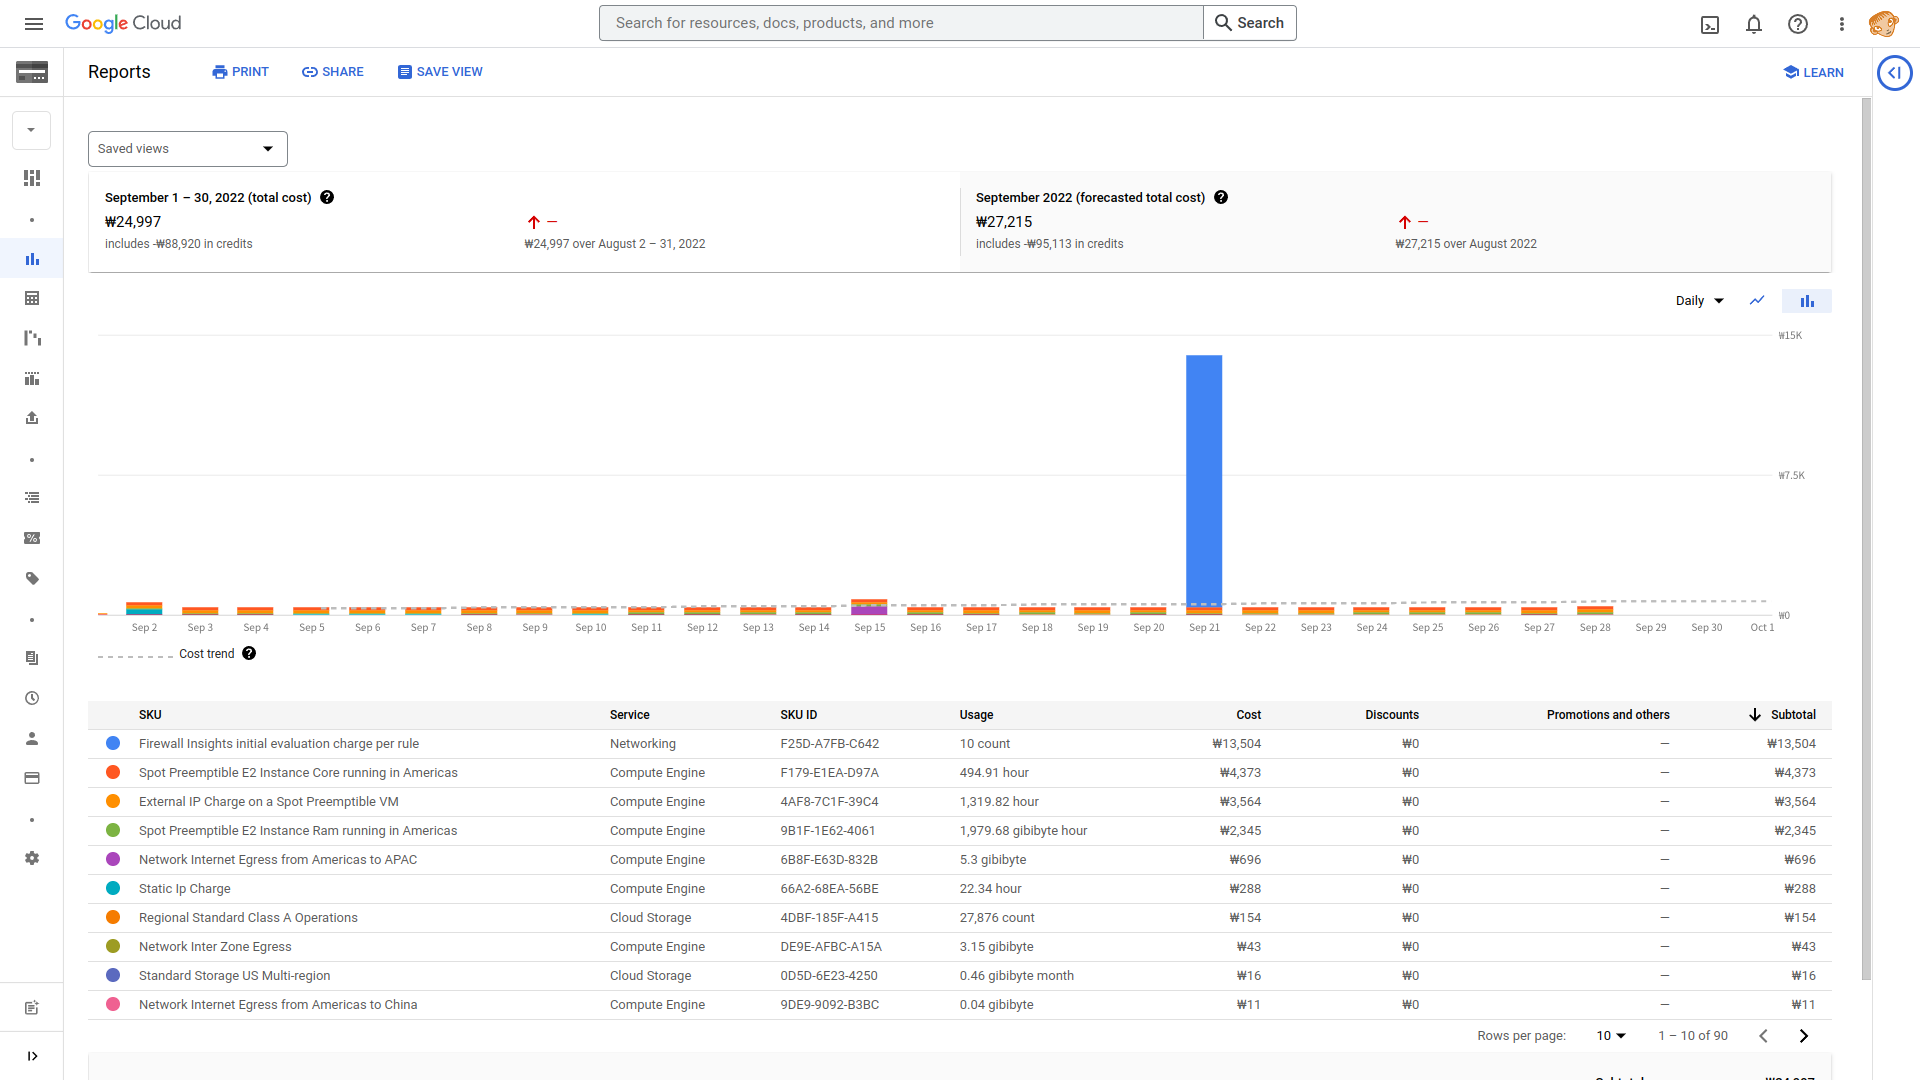 Google Cloud
Search for resources, docs, products, and more
Search
Reports
PRINT
SHARE
SAVE VIEW
LEARN
Saved views
September 1 – 30, 2022 (total cost)
₩24,997
includes -₩88,920 in credits
—
₩24,997 over August 2 – 31, 2022
September 2022 (forecasted total cost)
₩27,215
includes -₩95,113 in credits
—
₩27,215 over August 2022
Daily
₩15K
₩7.5K
₩0
Sep 2 Sep 3 Sep 4 Sep 5 Sep 6 Sep 7 Sep 8 Sep 9 Sep 10 Sep 11 Sep 12 Sep 13 Sep 14 Sep 15 Sep 16 Sep 17 Sep 18 Sep 19 Sep 20 Sep 21 Sep 22 Sep 23 Sep 24 Sep 25 Sep 26 Sep 27 Sep 28 Sep 29 Sep 30 Oct 1
Cost trend
SKU Service SKU ID Usage Cost Discounts Promotions and others Subtotal
Firewall Insights initial evaluation charge per rule Networking F25D-A7FB-C642 10 count ₩13,504 ₩0 — ₩13,504
Spot Preemptible E2 Instance Core running in Americas Compute Engine F179-E1EA-D97A 494.91 hour ₩4,373 ₩0 — ₩4,373
External IP Charge on a Spot Preemptible VM Compute Engine 4AF8-7C1F-39C4 1,319.82 hour ₩3,564 ₩0 — ₩3,564
Spot Preemptible E2 Instance Ram running in Americas Compute Engine 9B1F-1E62-4061 1,979.68 gibibyte hour ₩2,345 ₩0 — ₩2,345
Network Internet Egress from Americas to APAC Compute Engine 6B8F-E63D-832B 5.3 gibibyte ₩696 ₩0 — ₩696
Static Ip Charge Compute Engine 66A2-68EA-56BE 22.34 hour ₩288 ₩0 — ₩288
Regional Standard Class A Operations Cloud Storage 4DBF-185F-A415 27,876 count ₩154 ₩0 — ₩154
Network Inter Zone Egress Compute Engine DE9E-AFBC-A15A 3.15 gibibyte ₩43 ₩0 — ₩43
Standard Storage US Multi-region Cloud Storage 0D5D-6E23-4250 0.46 gibibyte month ₩16 ₩0 — ₩16
Network Internet Egress from Americas to China Compute Engine 9DE9-9092-B3BC 0.04 gibibyte ₩11 ₩0 — ₩11
Rows per page: 10 1 – 10 of 90